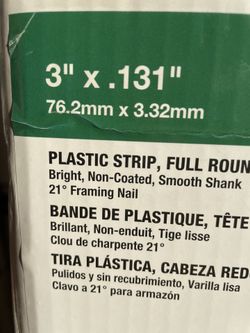 3" x .131"
76.2mm x 3.32mm
PLASTIC STRIP, FULL ROUN
Bright, Non-Coated, Smooth Shank
21° Framing Nail
BANDE DE PLASTIQUE, TÊTE
Brillant, Non-enduit, Tige lisse
Clou de charpente 21°
TIRA PLÁSTICA, CABEZA RED
Pulidos y sin recubrimiento, Varilla lisa
Clavo a 21° para armazón